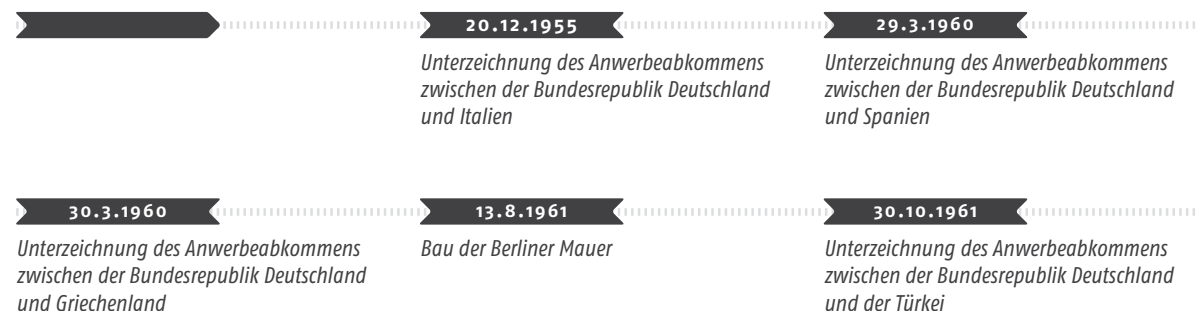 20.12.1955
Unterzeichnung des Anwerbeabkommens
zwischen der Bundesrepublik Deutschland
und Italien
29.3.1960
Unterzeichnung des Anwerbeabkommens
zwischen der Bundesrepublik Deutschland
und Spanien
30.3.1960
Unterzeichnung des Anwerbeabkommens
zwischen der Bundesrepublik Deutschland
und Griechenland
13.8.1961
Bau der Berliner Mauer
30.10.1961
Unterzeichnung des Anwerbeabkommens
zwischen der Bundesrepublik Deutschland
und der Türkei